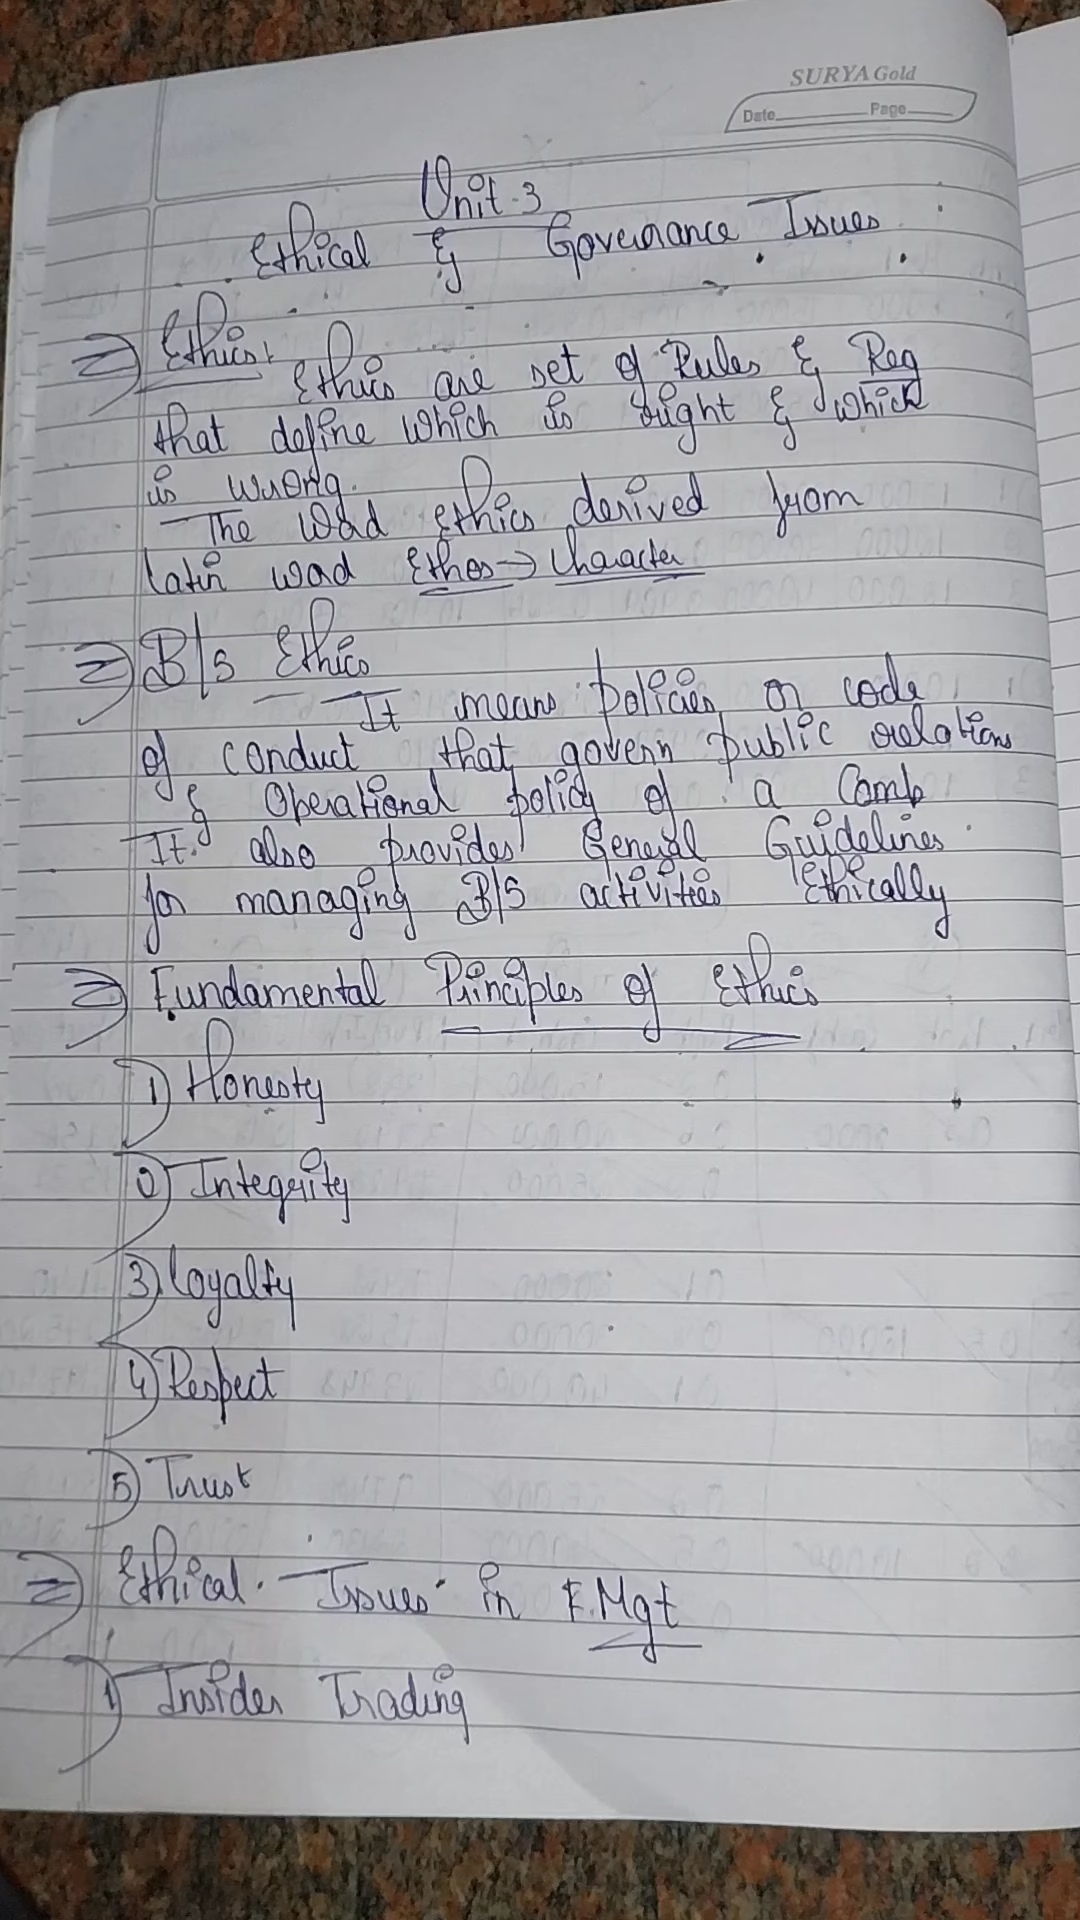 SURYA Gold
Date Page
Unit-3
Ethical & Governance Issues
Ethics:
Ethics are set of Rules & Reg
that define which is right & which
is wrong.
The word Ethics derived from
latin word Ethos → Character
B/s Ethics
It means policies or code
of conduct that govern public relations
& Operational policy of a Comp
It also provides General Guidelines
for managing B/S activities Ethically
Fundamental Principles of Ethics
1) Honesty
2) Integrity
3) loyalty
4) Respect
5) Trust
Ethical Issues in F.Mgt
1) Insider Trading